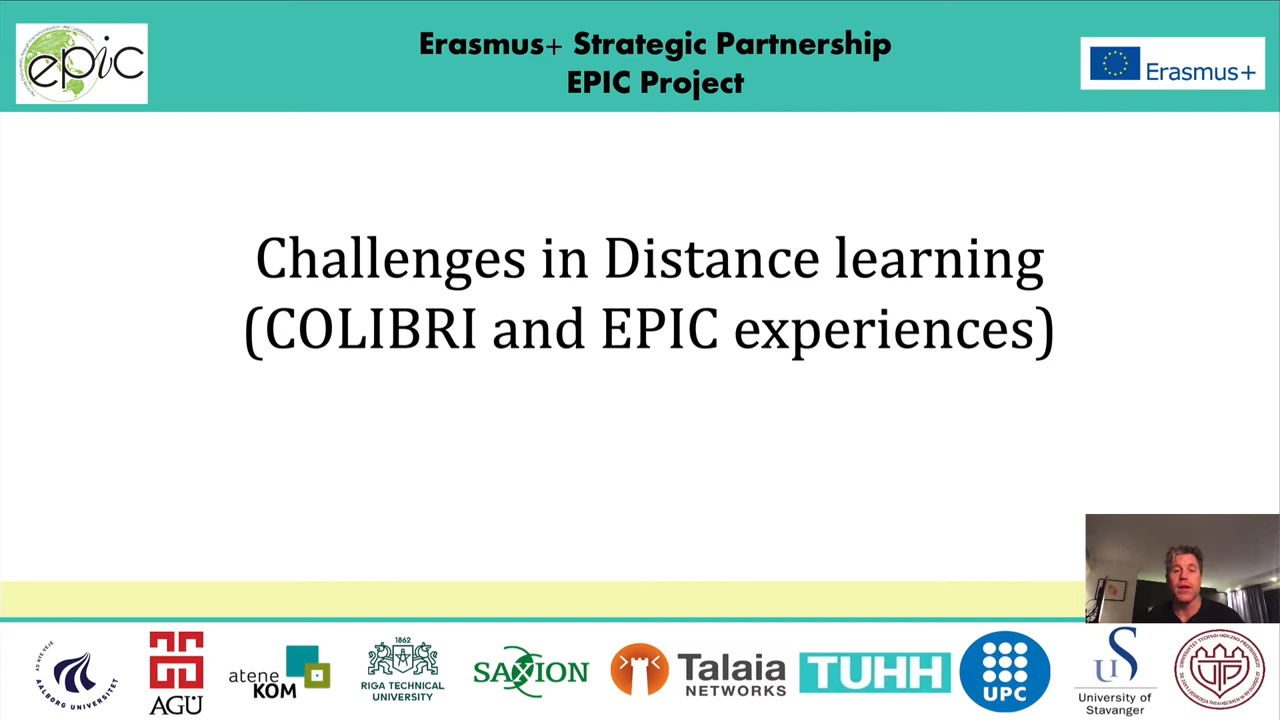 epic
Erasmus+ Strategic Partnership
EPIC Project
Erasmus+
Challenges in Distance learning
(COLIBRI and EPIC experiences)
AALBORG UNIVERSITET
AGÜ
atene
KOM
1862
RIGA TECHNICAL
UNIVERSITY
SAXION
Talaia
NETWORKS
TUHH
UPC
uS
University of
Stavanger